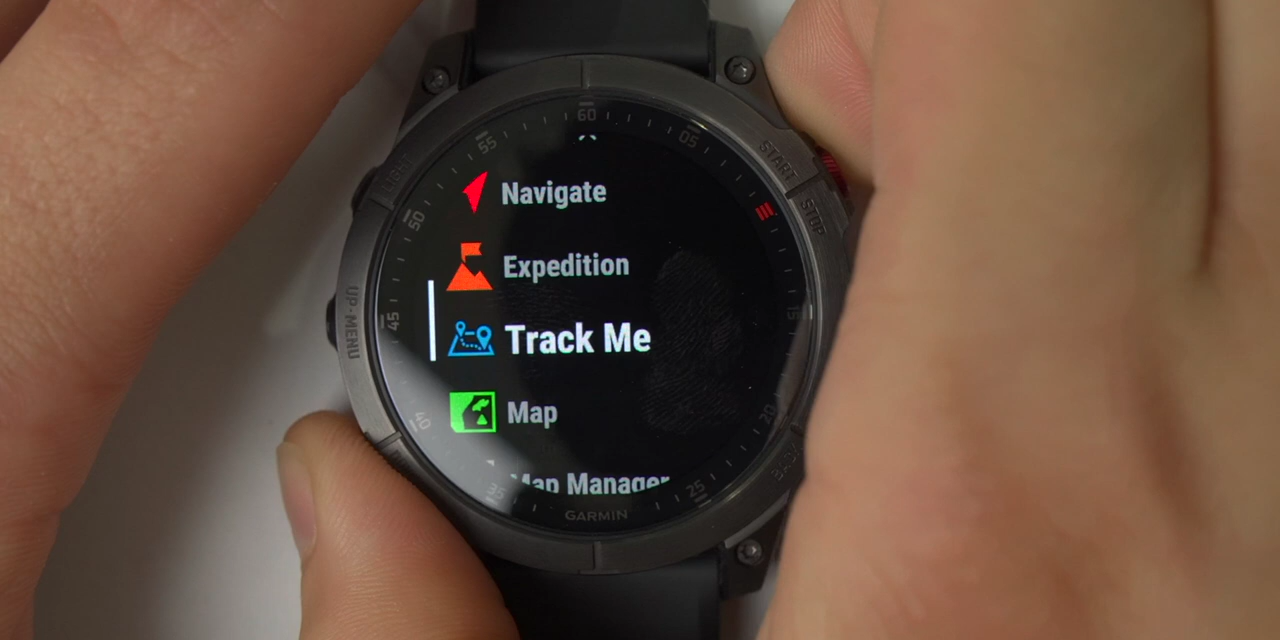 60
55
05
LIGHT
START
50
STOP
Navigate
Expedition
UP·MENU
45
15
Track Me
Map
40
20
BACK
Map Manager
35
25
GARMIN